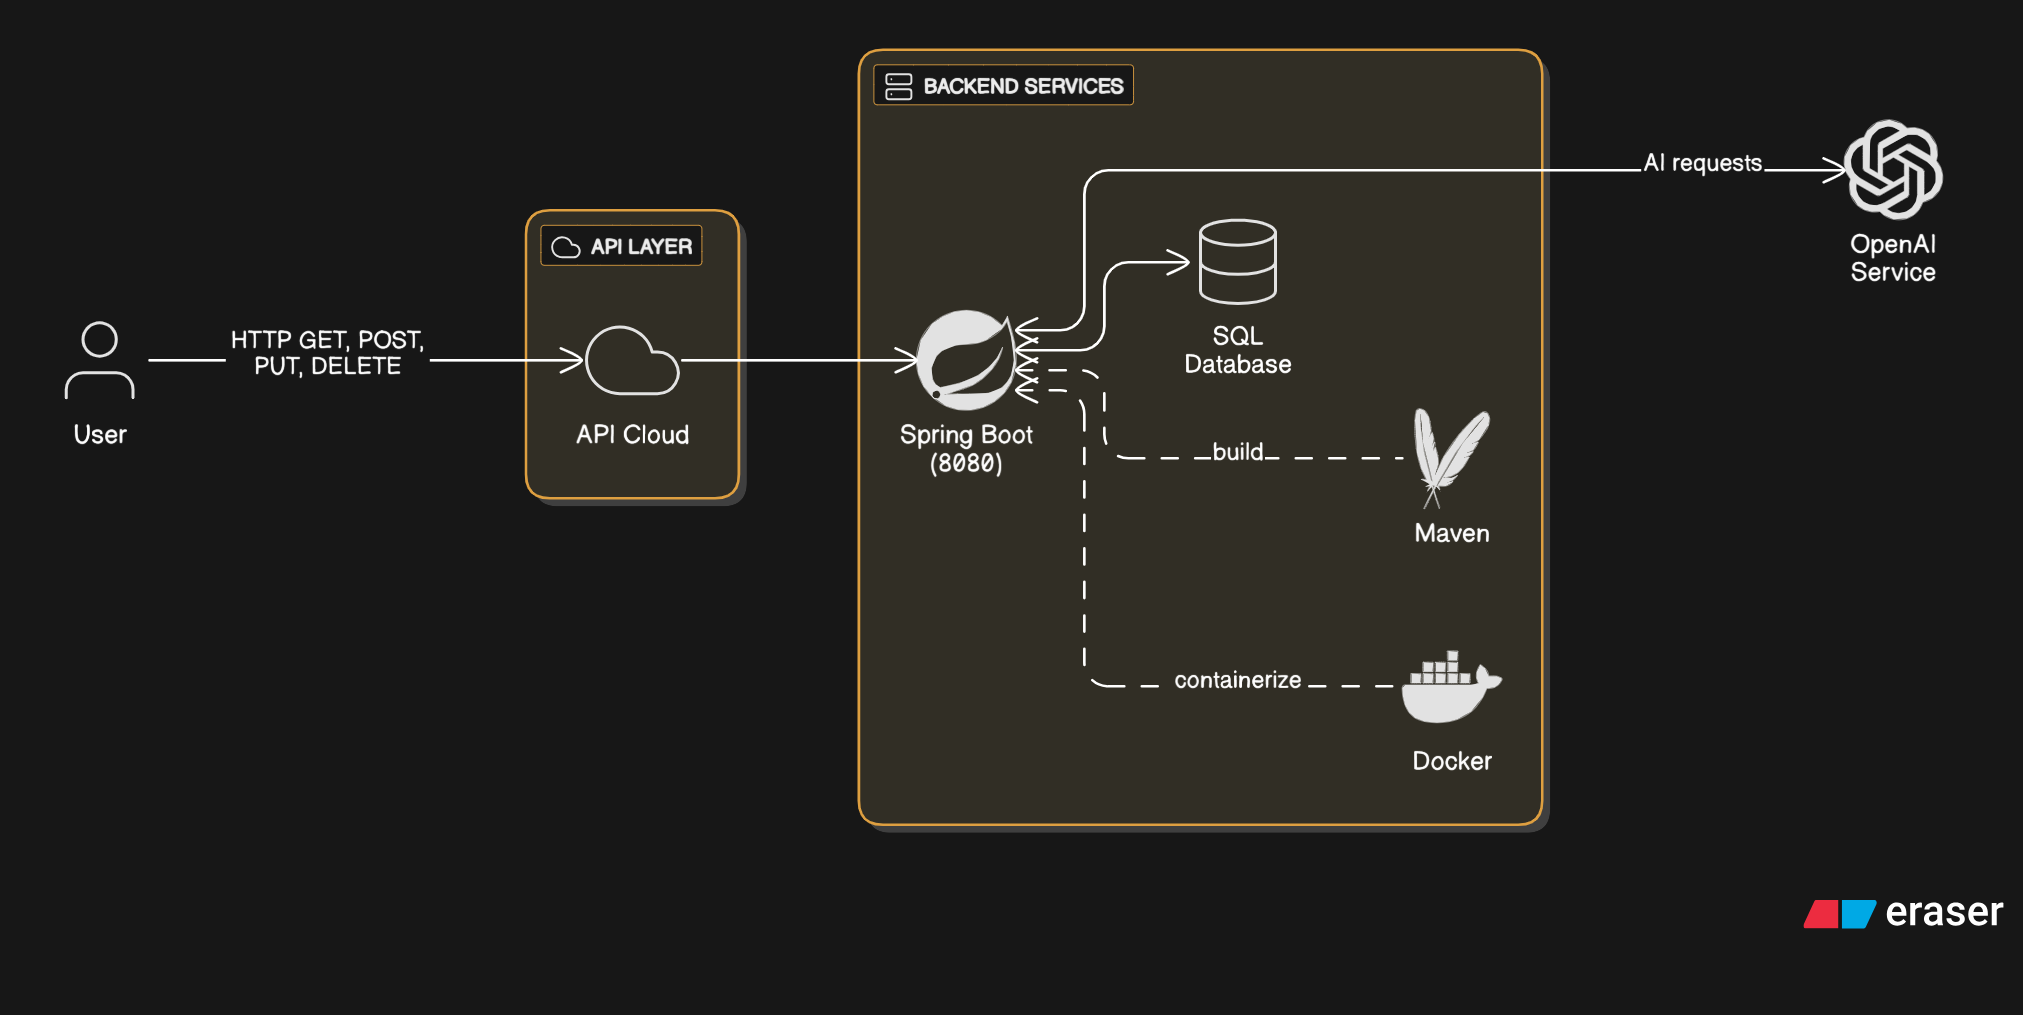 BACKEND SERVICES
AI requests
OpenAI
Service
API LAYER
HTTP GET, POST,
PUT, DELETE
User
API Cloud
Spring Boot
(8080)
SQL
Database
build
Maven
containerize
Docker
eraser